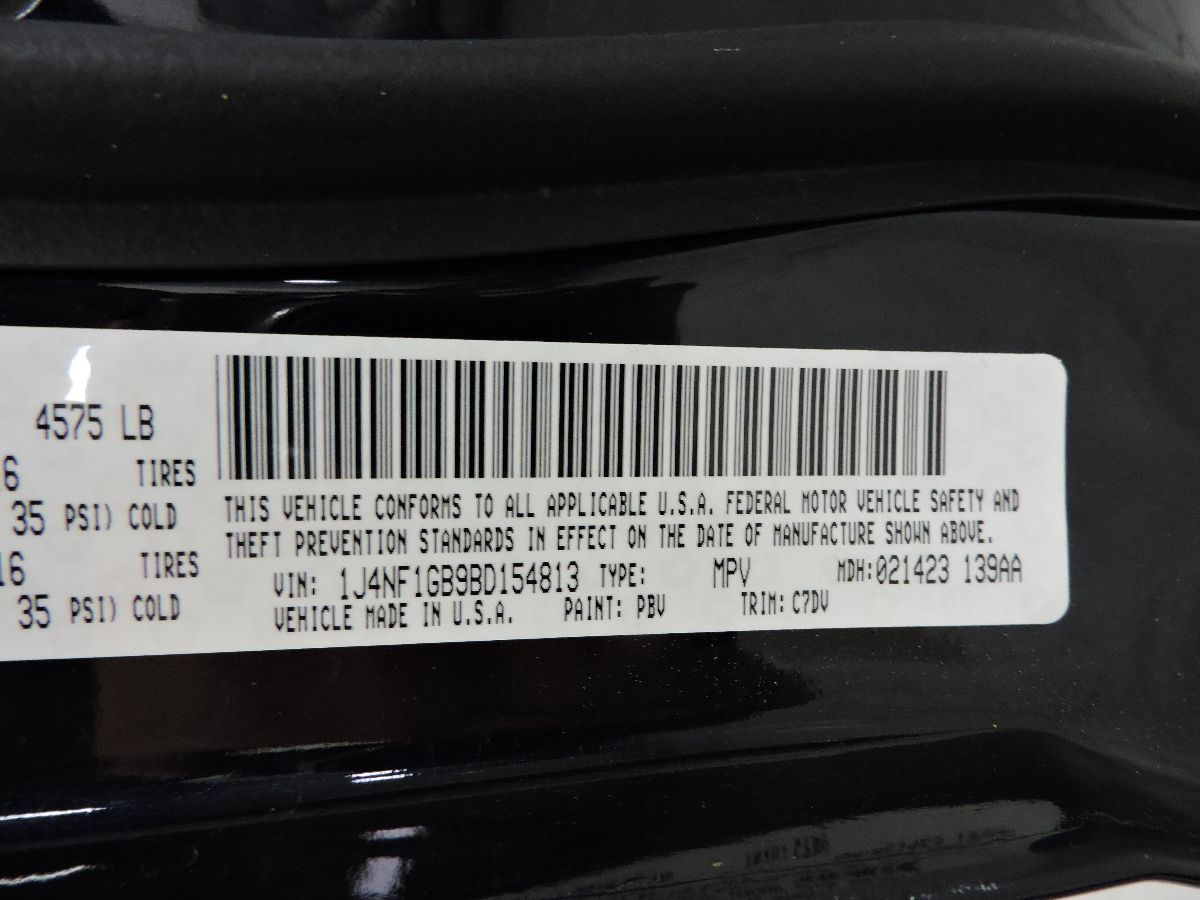 4575 LB
6 TIRES
35 PSI) COLD
16 TIRES
35 PSI) COLD
THIS VEHICLE CONFORMS TO ALL APPLICABLE U.S.A. FEDERAL MOTOR VEHICLE SAFETY AND
THEFT PREVENTION STANDARDS IN EFFECT ON THE DATE OF MANUFACTURE SHOWN ABOVE.
VIN: 1J4NF1GB9BD154813 TYPE: MPV MDH:021423 139AA
VEHICLE MADE IN U.S.A. PAINT: PBV TRIM: C7DV